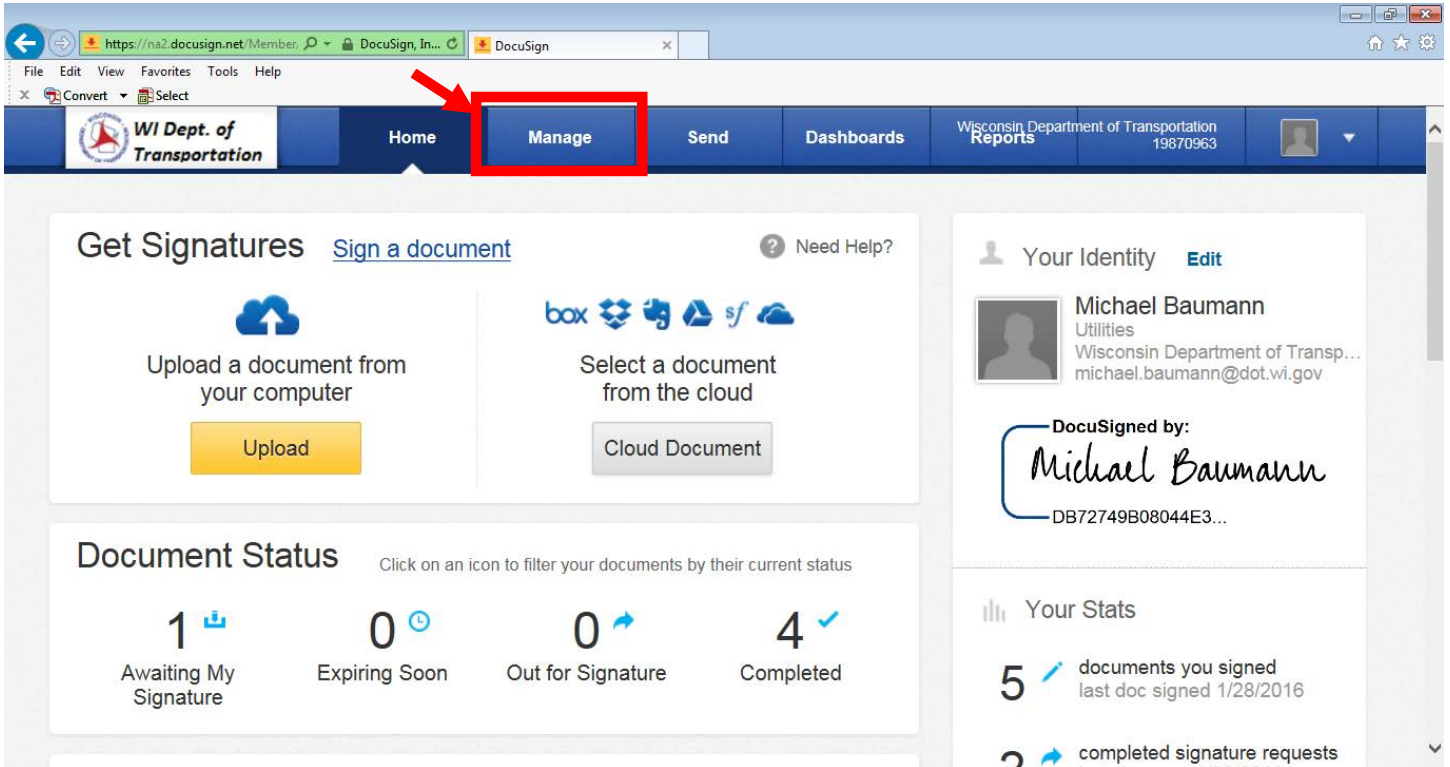 https://na2.docusign.net/Member, DocuSign, In... DocuSign
File Edit View Favorites Tools Help
x Convert Select
WI Dept. of
Transportation
Home Manage Send Dashboards Reports
Wisconsin Department of Transportation
19870963
Get Signatures Sign a document Need Help?
box sf
Upload a document from
your computer
Upload
Select a document
from the cloud
Cloud Document
Document Status Click on an icon to filter your documents by their current status
1
Awaiting My
Signature
0
Expiring Soon
0
Out for Signature
4
Completed
Your Identity Edit
Michael Baumann
Utilities
Wisconsin Department of Transp...
michael.baumann@dot.wi.gov
DocuSigned by:
Michael Baumann
DB72749B08044E3...
Your Stats
5 documents you signed
last doc signed 1/28/2016
completed signature requests